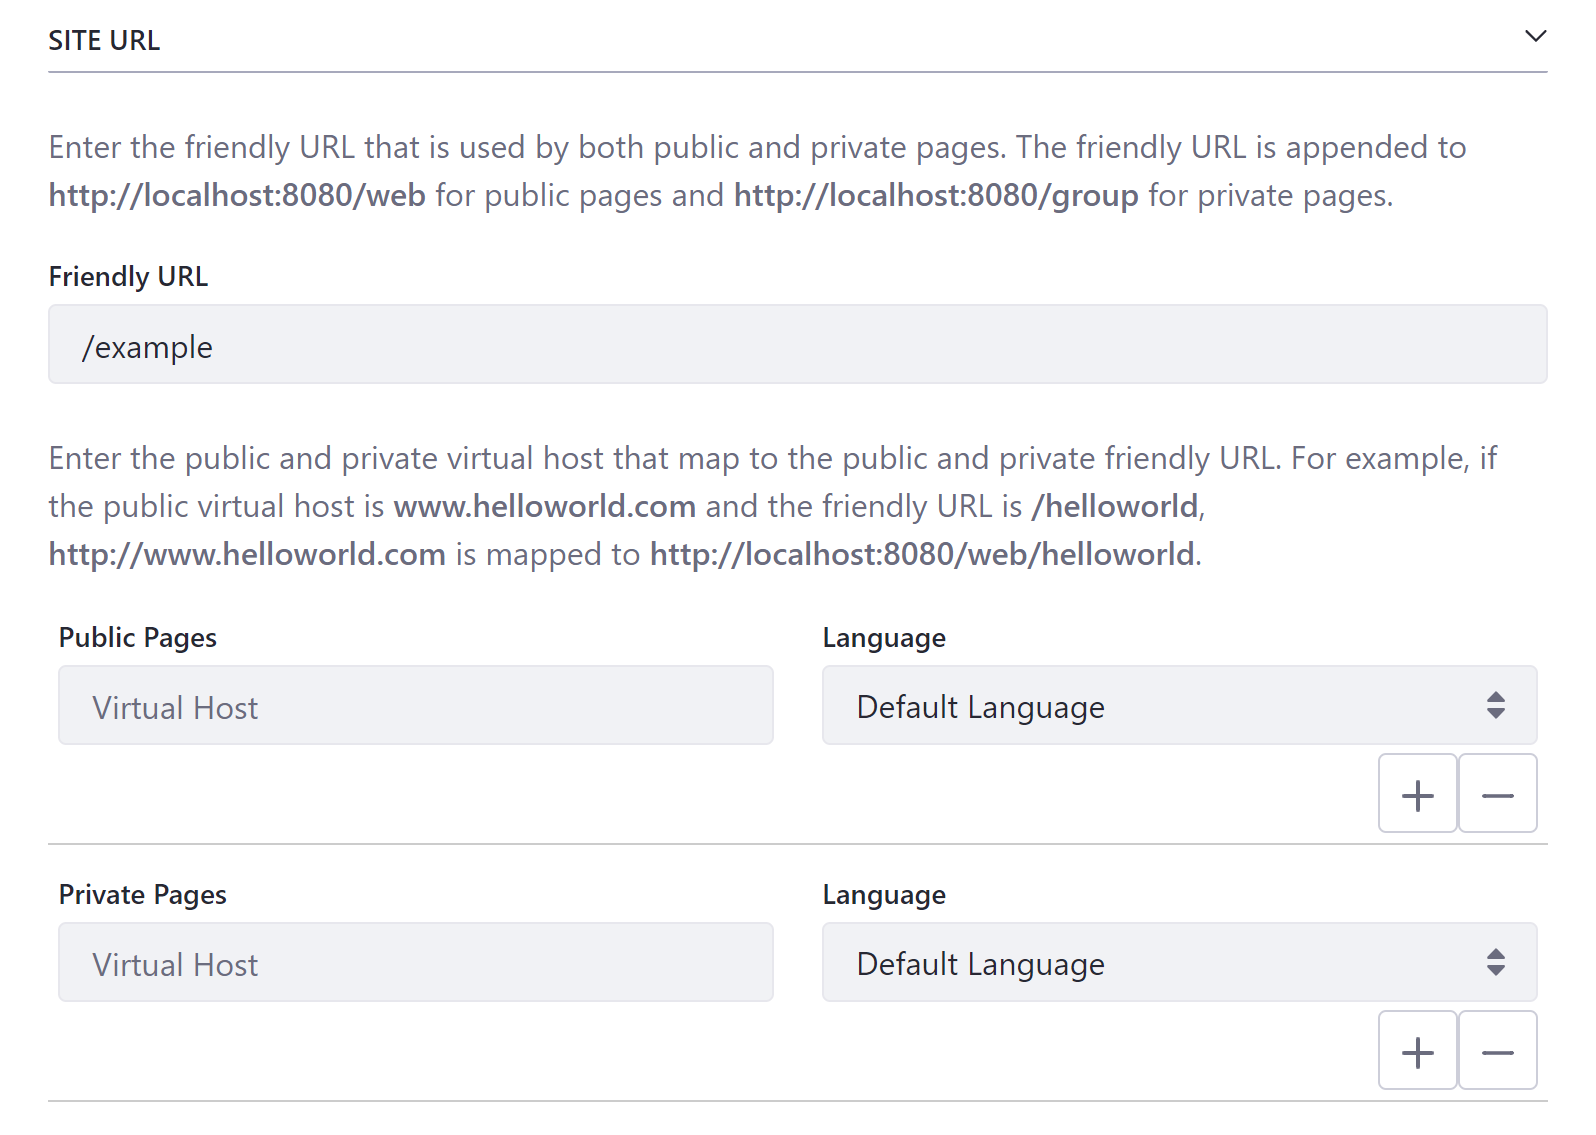 SITE URL
Enter the friendly URL that is used by both public and private pages. The friendly URL is appended to
http://localhost:8080/web for public pages and http://localhost:8080/group for private pages.
Friendly URL
/example
Enter the public and private virtual host that map to the public and private friendly URL. For example, if
the public virtual host is www.helloworld.com and the friendly URL is /helloworld,
http://www.helloworld.com is mapped to http://localhost:8080/web/helloworld.
Public Pages
Language
Virtual Host
Default Language
Private Pages
Language
Virtual Host
Default Language